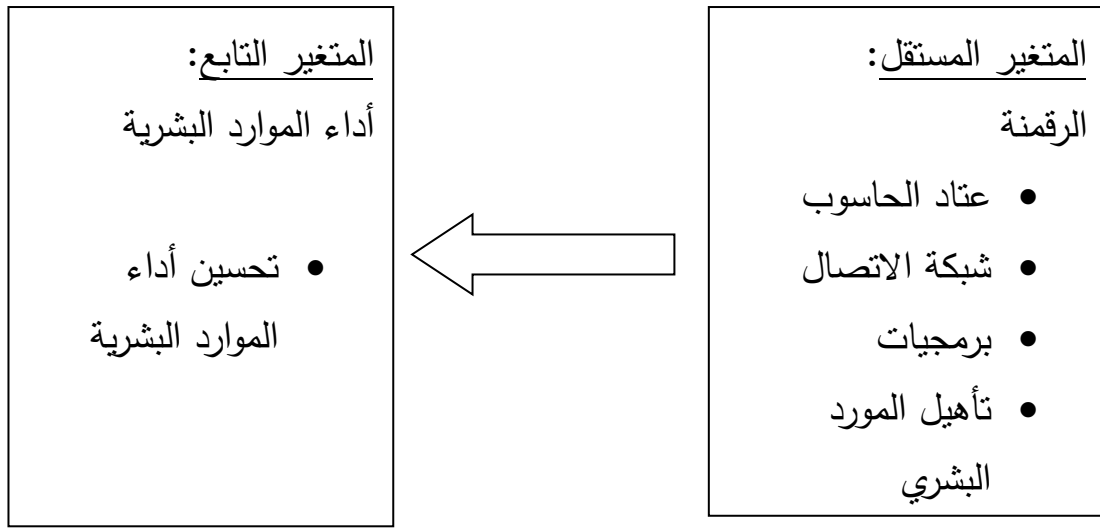 المتغير المستقل:
الرقمنة
• عتاد الحاسوب
• شبكة الاتصال
• برمجيات
• تأهيل المورد
البشري
المتغير التابع:
أداء الموارد البشرية
• تحسين أداء
الموارد البشرية